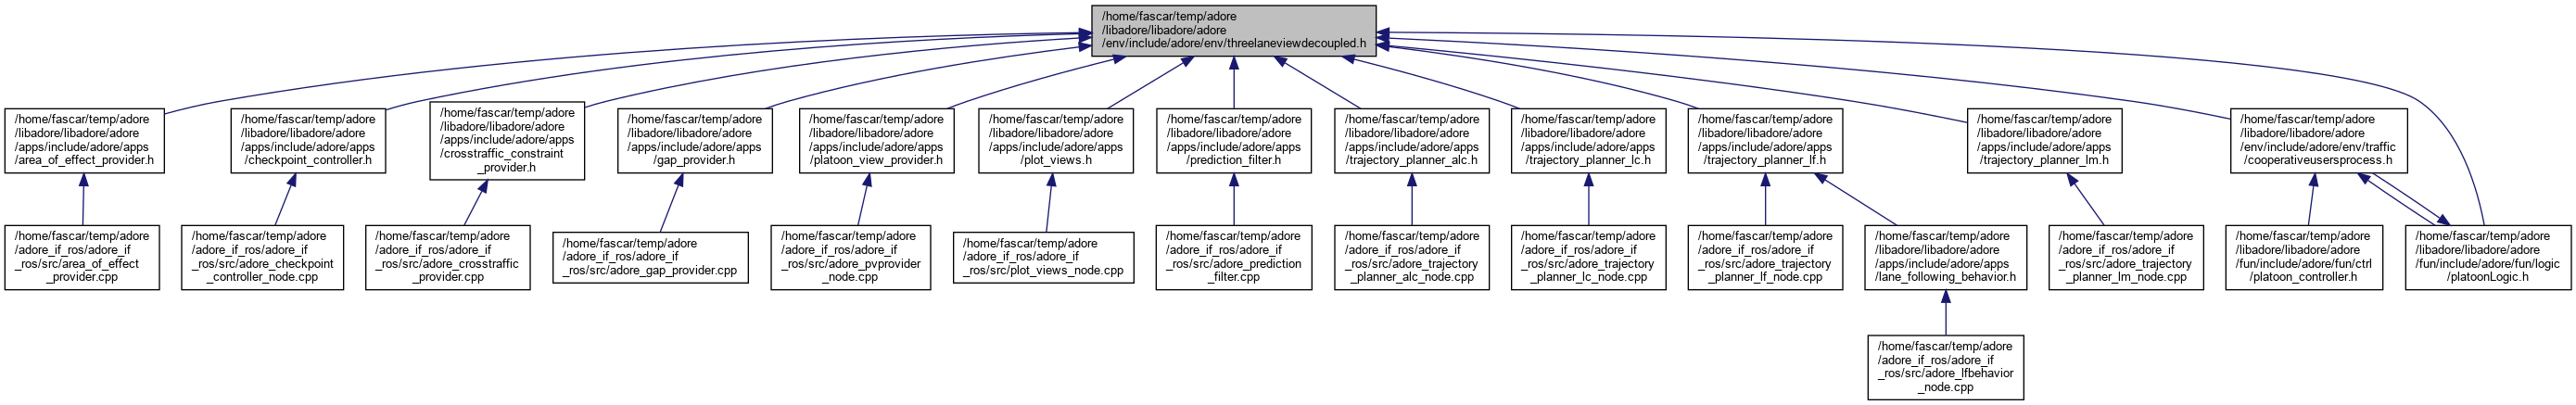 /home/fascar/temp/adore
/libadore/libadore/adore
/env/include/adore/env/threelaneviewdecoupled.h
/home/fascar/temp/adore
/libadore/libadore/adore
/apps/include/adore/apps
/area_of_effect_provider.h
/home/fascar/temp/adore
/libadore/libadore/adore
/apps/include/adore/apps
/checkpoint_controller.h
/home/fascar/temp/adore
/libadore/libadore/adore
/apps/include/adore/apps
/crosstraffic_constraint
_provider.h
/home/fascar/temp/adore
/libadore/libadore/adore
/apps/include/adore/apps
/gap_provider.h
/home/fascar/temp/adore
/libadore/libadore/adore
/apps/include/adore/apps
/platoon_view_provider.h
/home/fascar/temp/adore
/libadore/libadore/adore
/apps/include/adore/apps
/plot_views.h
/home/fascar/temp/adore
/libadore/libadore/adore
/apps/include/adore/apps
/prediction_filter.h
/home/fascar/temp/adore
/libadore/libadore/adore
/apps/include/adore/apps
/trajectory_planner_alc.h
/home/fascar/temp/adore
/libadore/libadore/adore
/apps/include/adore/apps
/trajectory_planner_lc.h
/home/fascar/temp/adore
/libadore/libadore/adore
/apps/include/adore/apps
/trajectory_planner_lf.h
/home/fascar/temp/adore
/libadore/libadore/adore
/apps/include/adore/apps
/trajectory_planner_lm.h
/home/fascar/temp/adore
/libadore/libadore/adore
/env/include/adore/env/traffic
/cooperativeusersprocess.h
/home/fascar/temp/adore
/adore_if_ros/adore_if
_ros/src/area_of_effect
_provider.cpp
/home/fascar/temp/adore
/adore_if_ros/adore_if
_ros/src/adore_checkpoint
_controller_node.cpp
/home/fascar/temp/adore
/adore_if_ros/adore_if
_ros/src/adore_crosstraffic
_provider.cpp
/home/fascar/temp/adore
/adore_if_ros/adore_if
_ros/src/adore_gap_provider.cpp
/home/fascar/temp/adore
/adore_if_ros/adore_if
_ros/src/adore_pvprovider
_node.cpp
/home/fascar/temp/adore
/adore_if_ros/adore_if
_ros/src/plot_views_node.cpp
/home/fascar/temp/adore
/adore_if_ros/adore_if
_ros/src/adore_prediction
_filter.cpp
/home/fascar/temp/adore
/adore_if_ros/adore_if
_ros/src/adore_trajectory
_planner_alc_node.cpp
/home/fascar/temp/adore
/adore_if_ros/adore_if
_ros/src/adore_trajectory
_planner_lc_node.cpp
/home/fascar/temp/adore
/adore_if_ros/adore_if
_ros/src/adore_trajectory
_planner_lf_node.cpp
/home/fascar/temp/adore
/libadore/libadore/adore
/apps/include/adore/apps
/lane_following_behavior.h
/home/fascar/temp/adore
/adore_if_ros/adore_if
_ros/src/adore_trajectory
_planner_lm_node.cpp
/home/fascar/temp/adore
/libadore/libadore/adore
/fun/include/adore/fun/ctrl
/platoon_controller.h
/home/fascar/temp/adore
/libadore/libadore/adore
/fun/include/adore/fun/logic
/platoonLogic.h
/home/fascar/temp/adore
/adore_if_ros/adore_if
_ros/src/adore_lfbehavior
_node.cpp